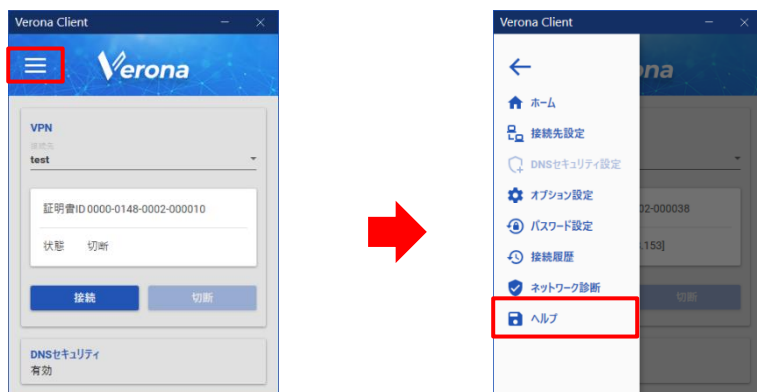 Verona Client
Verona
VPN
接続先
test
証明書ID 0000-0148-0002-000010
状態 切断
接続 切断
DNSセキュリティ
有効
Verona Client
na
ホーム
接続先設定
DNSセキュリティ設定
オプション設定
パスワード設定
02-000038
接続履歴
.153]
ネットワーク診断
切断
ヘルプ